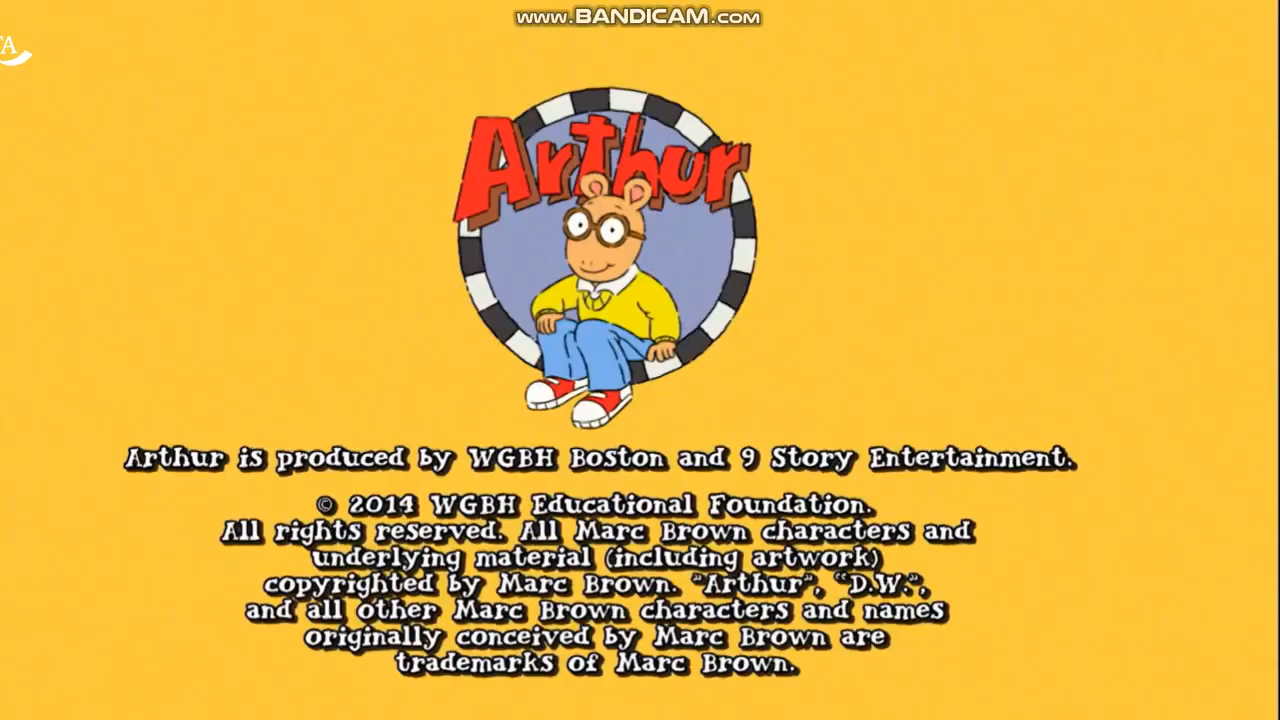 www.BANDICAM.com
TA
Arthur
Arthur is produced by WGBH Boston and 9 Story Entertainment.
© 2014 WGBH Educational Foundation.
All rights reserved. All Marc Brown characters and
underlying material (including artwork)
copyrighted by Marc Brown. "Arthur", "D.W.",
and all other Marc Brown characters and names
originally conceived by Marc Brown are
trademarks of Marc Brown.